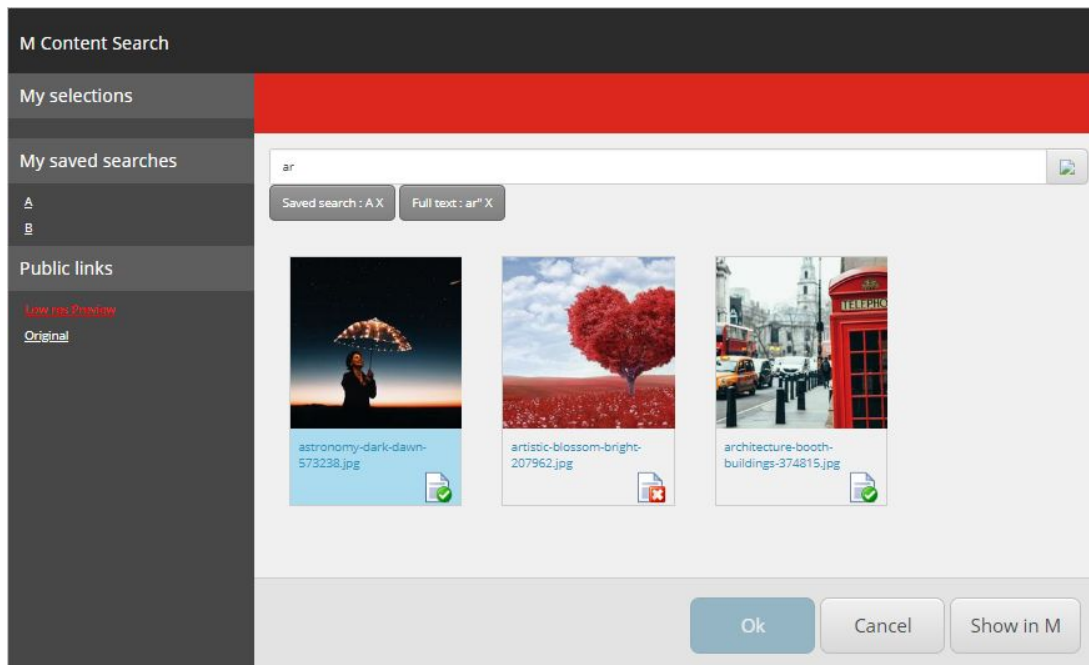 M Content Search
My selections
My saved searches
A
B
Public links
Low res Preview
Original
ar
Saved search : A X
Full text : ar" X
TELEPHO
astronomy-dark-dawn-
573238.jpg
artistic-blossom-bright-
207962.jpg
architecture-booth-
buildings-374815.jpg
Ok
Cancel
Show in M